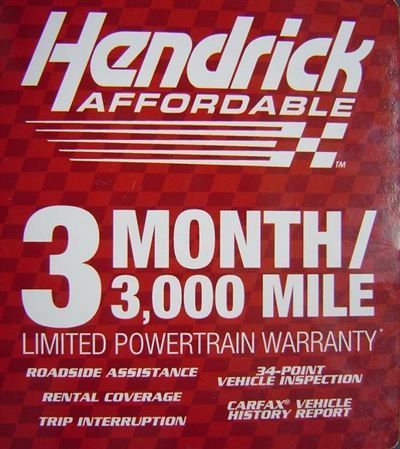 Hendrick
AFFORDABLE
TM
3 MONTH/
3,000 MILE
LIMITED POWERTRAIN WARRANTY*
ROADSIDE ASSISTANCE
RENTAL COVERAGE
TRIP INTERRUPTION
34-POINT
VEHICLE INSPECTION
CARFAX® VEHICLE
HISTORY REPORT